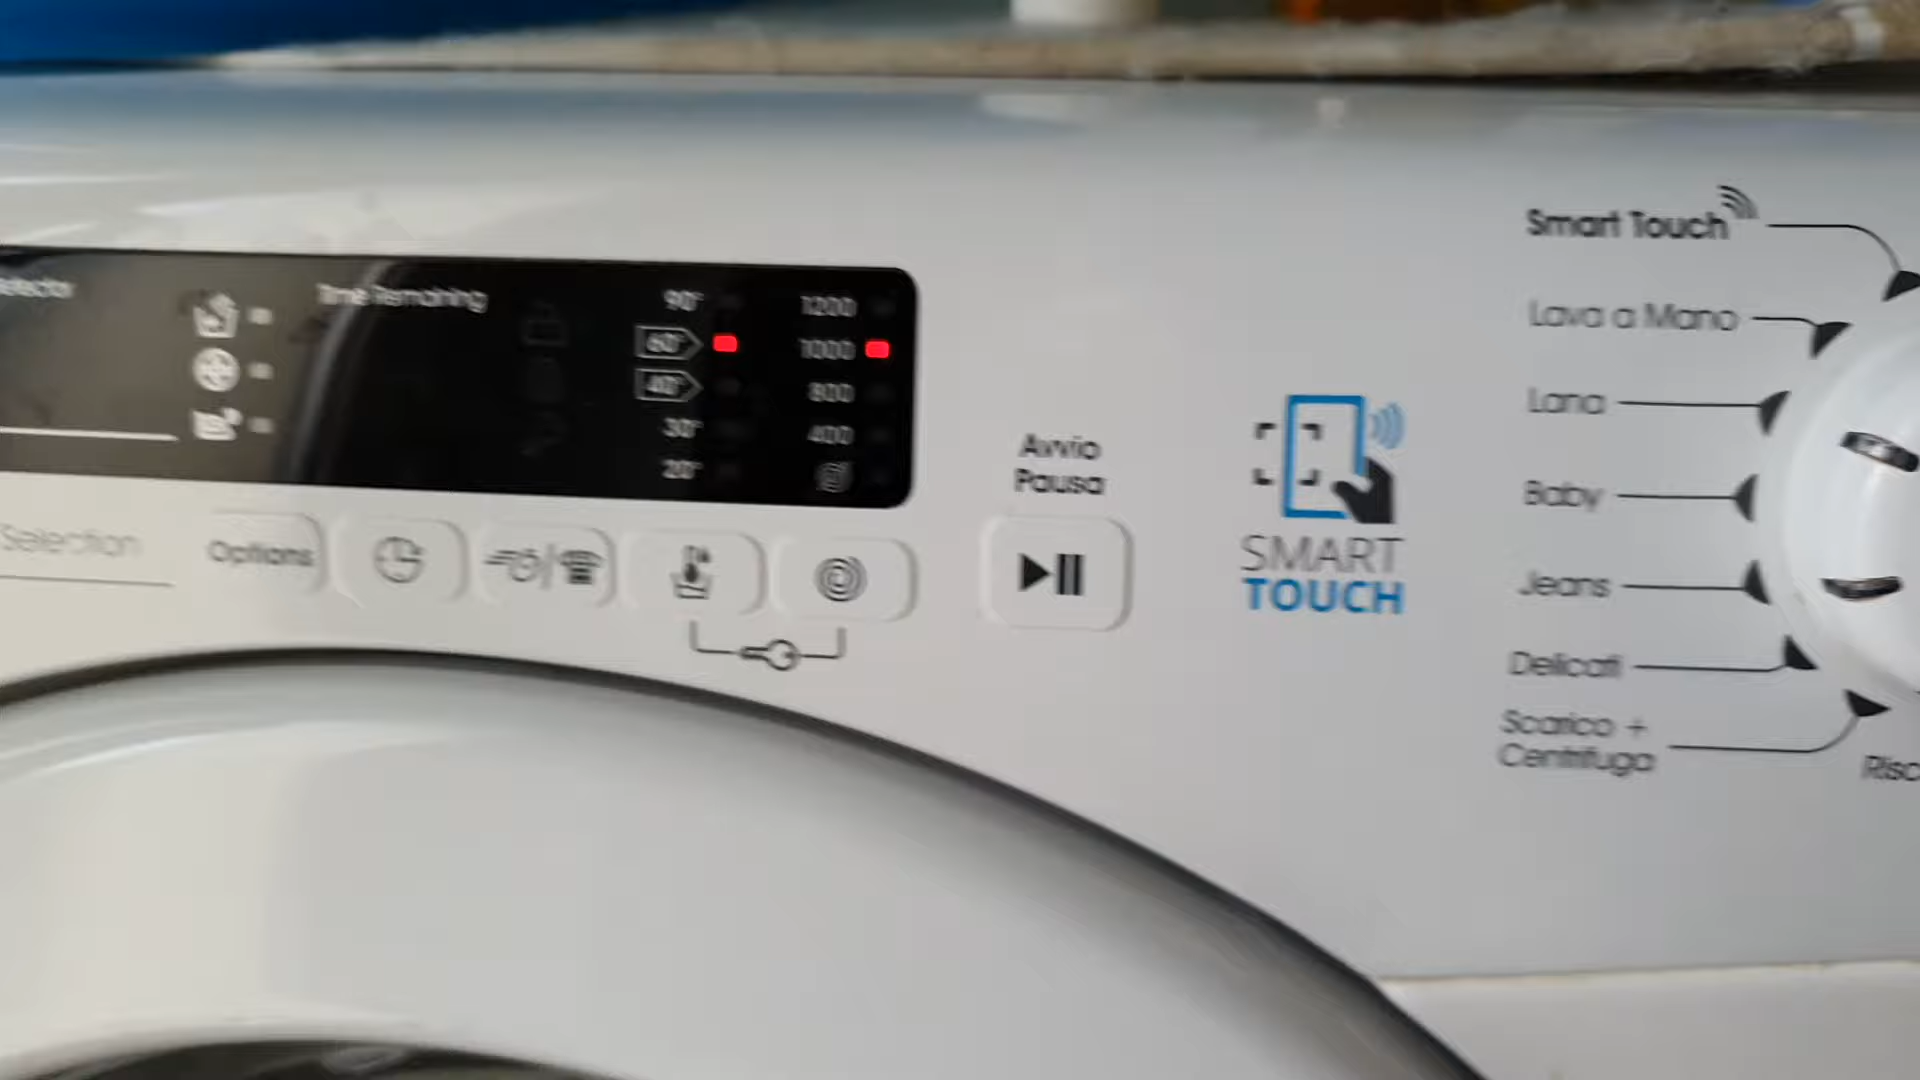 Time Remaining
90°
60°
40°
30°
20°
1200
1000
800
400
Selection
Options
Avvio
Pausa
SMART
TOUCH
Smart Touch
Lava a Mano
Lana
Baby
Jeans
Delicati
Scarico +
Centrifuga